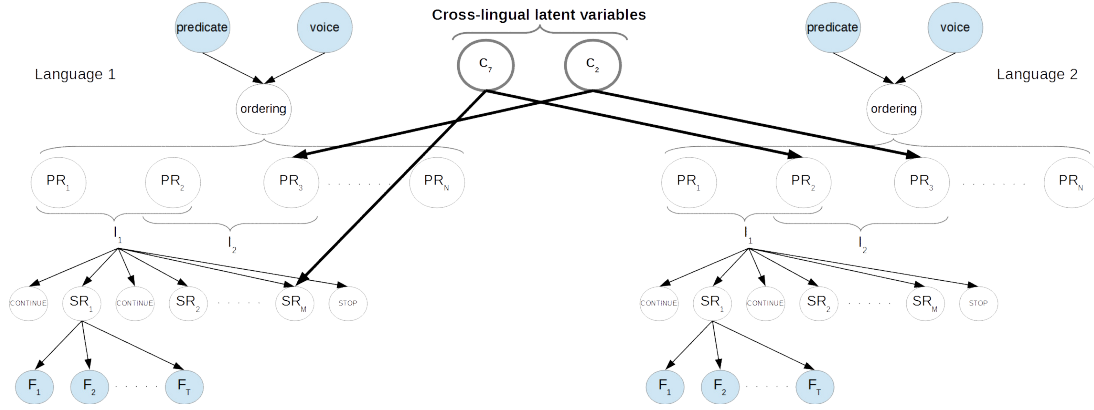 Cross-lingual latent variables
predicate voice
C7 C2
predicate voice
Language 1
Language 2
ordering
ordering
PR1 PR2 PR3 . . . . . . PRN
PR1 PR2 PR3 . . . . . . . PRN
I1 I2
I1 I2
CONTINUE SR1 CONTINUE SR2 . . . . . SRM STOP
CONTINUE SR1 CONTINUE SR2 . . . . . SRM STOP
F1 F2 . . . . . FT
F1 F2 . . . . . FT